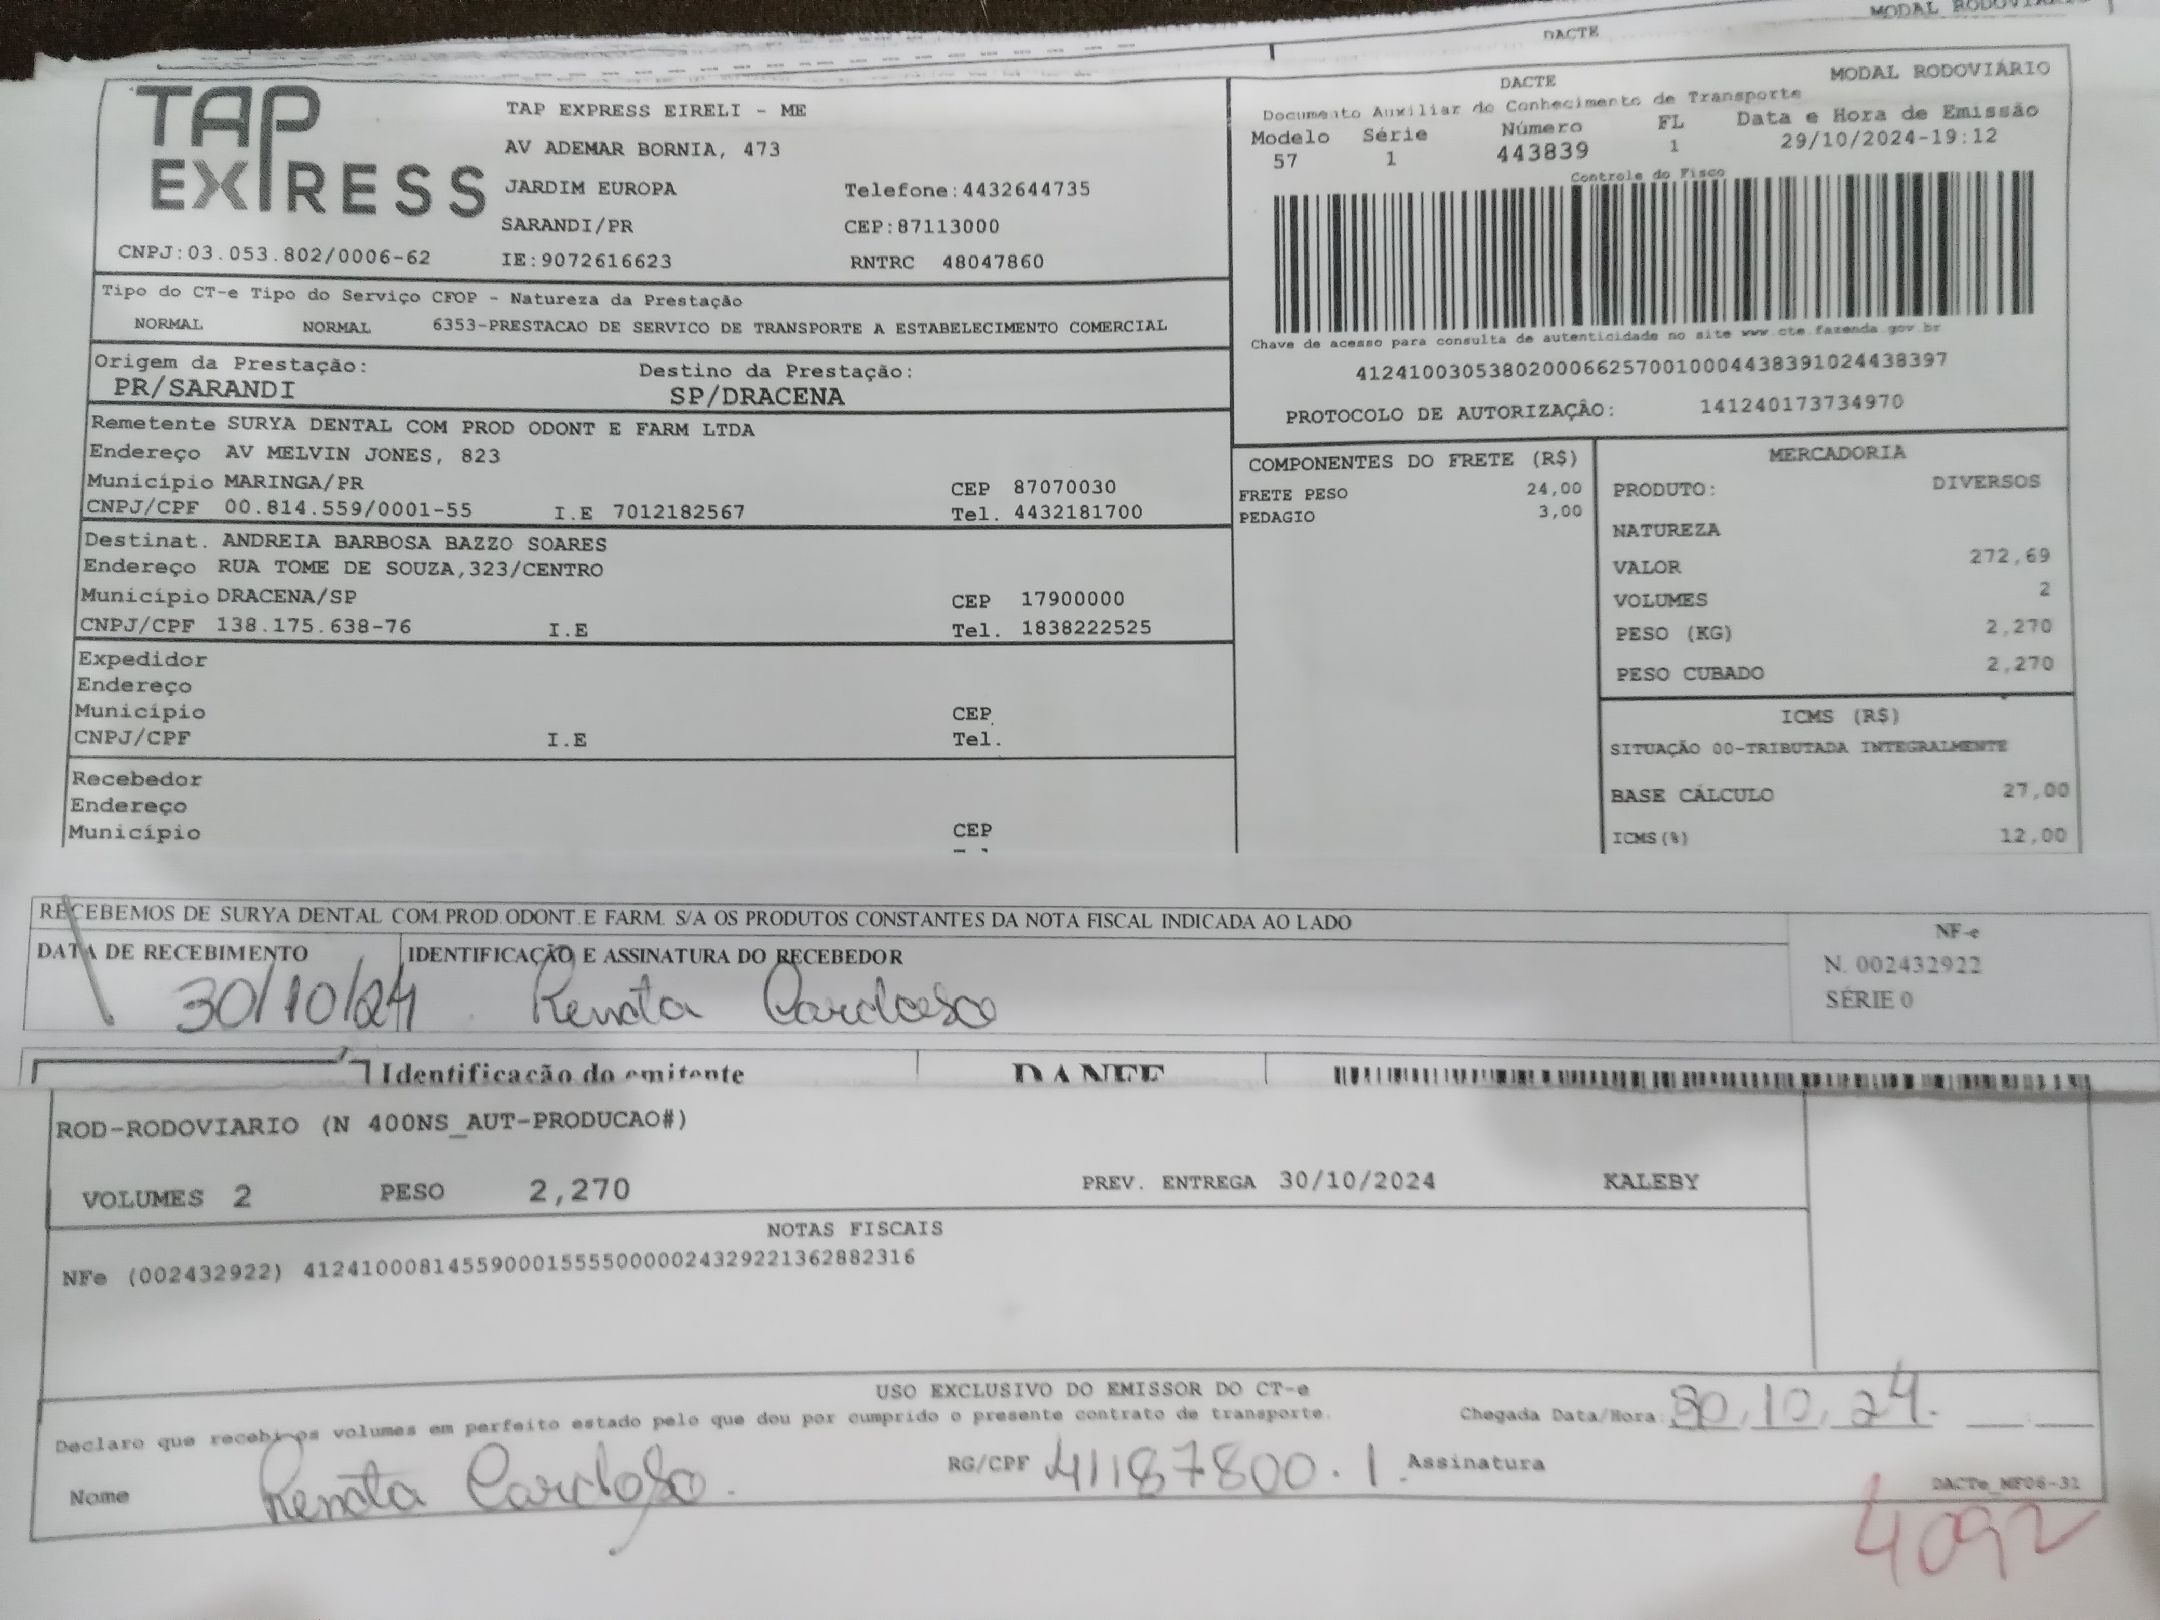 MODAL RODOVIÁRIO
DACTE
TAP EXPRESS
TAP EXPRESS EIRELI - ME
AV ADEMAR BORNIA, 473
JARDIM EUROPA Telefone:4432644735
SARANDI/PR CEP:87113000
CNPJ:03.053.802/0006-62 IE:9072616623 RNTRC 48047860
DACTE MODAL RODOVIÁRIO
Documento Auxiliar do Conhecimento de Transporte
Modelo Série Número FL Data e Hora de Emissão
57 1 443839 1 29/10/2024-19:12
Controle do Fisco
Chave de acesso para consulta de autenticidade no site www.cte.fazenda.gov.br
41241003053802000662570010004438391024438397
PROTOCOLO DE AUTORIZAÇÂO: 141240173734970
Tipo do CT-e Tipo do Serviço CFOP - Natureza da Prestação
NORMAL NORMAL 6353-PRESTACAO DE SERVICO DE TRANSPORTE A ESTABELECIMENTO COMERCIAL
Origem da Prestação: Destino da Prestação:
PR/SARANDI SP/DRACENA
Remetente SURYA DENTAL COM PROD ODONT E FARM LTDA
Endereço AV MELVIN JONES, 823
Município MARINGA/PR CEP 87070030
CNPJ/CPF 00.814.559/0001-55 I.E 7012182567 Tel. 4432181700
Destinat. ANDREIA BARBOSA BAZZO SOARES
Endereço RUA TOME DE SOUZA,323/CENTRO
Município DRACENA/SP CEP 17900000
CNPJ/CPF 138.175.638-76 I.E Tel. 1838222525
Expedidor
Endereço
Município CEP
CNPJ/CPF I.E Tel.
Recebedor
Endereço
Município CEP
COMPONENTES DO FRETE (R$)
FRETE PESO 24,00
PEDAGIO 3,00
MERCADORIA
PRODUTO: DIVERSOS
NATUREZA
VALOR 272,69
VOLUMES 2
PESO (KG) 2,270
PESO CUBADO 2,270
ICMS (R$)
SITUAÇÃO 00-TRIBUTADA INTEGRALMENTE
BASE CÁLCULO 27,00
ICMS(%) 12,00
RECEBEMOS DE SURYA DENTAL COM.PROD.ODONT.E FARM. S/A OS PRODUTOS CONSTANTES DA NOTA FISCAL INDICADA AO LADO
DATA DE RECEBIMENTO IDENTIFICAÇÃO E ASSINATURA DO RECEBEDOR
30/10/24 Renata Cardoso
NF-e
N. 002432922
SÉRIE 0
Identificação do emitente DANFE
ROD-RODOVIARIO (N 400NS_AUT-PRODUCAO#)
VOLUMES 2 PESO 2,270 PREV. ENTREGA 30/10/2024 KALEBY
NOTAS FISCAIS
NFe (002432922) 41241000814559000155550000024329221362882316
USO EXCLUSIVO DO EMISSOR DO CT-e
Declaro que recebi os volumes em perfeito estado pelo que dou por cumprido o presente contrato de transporte. Chegada Data/Hora: 30.10.24.
Nome Renata Cardoso. RG/CPF 41187800.1. Assinatura
DACTe_MF06-31
4092